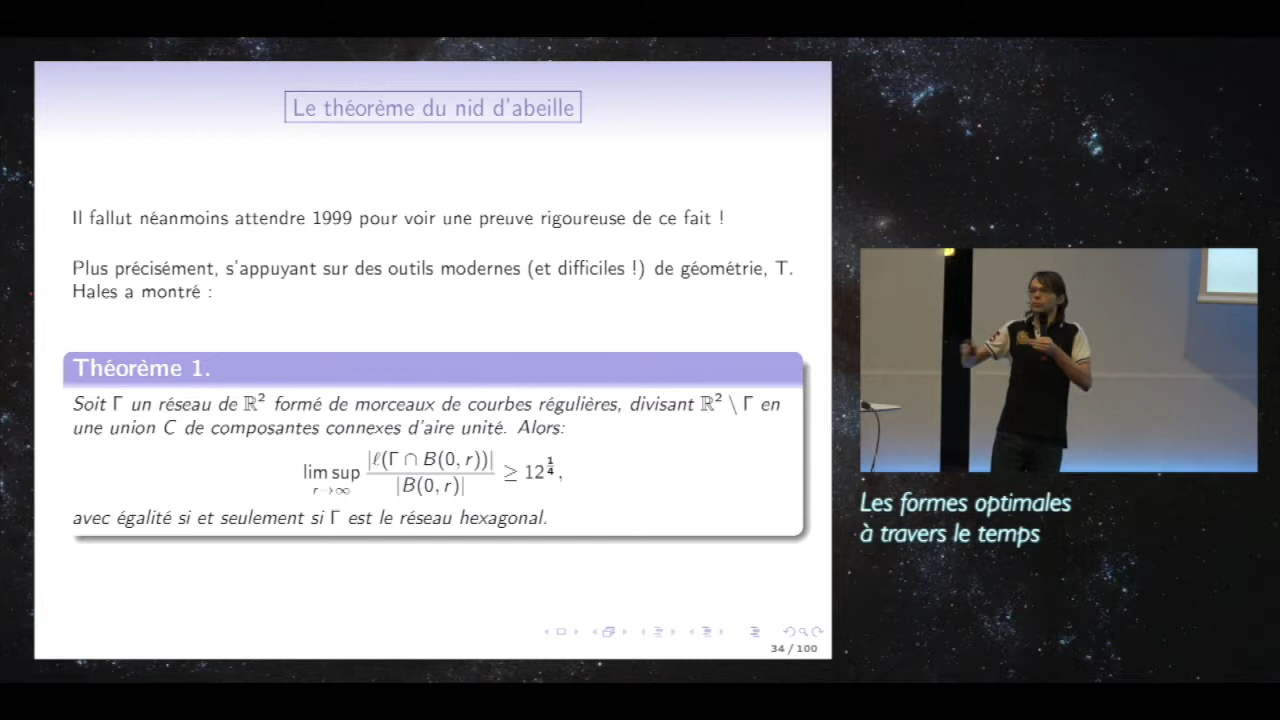 Le théorème du nid d'abeille
Il fallut néanmoins attendre 1999 pour voir une preuve rigoureuse de ce fait !
Plus précisément, s'appuyant sur des outils modernes (et difficiles !) de géométrie, T.
Hales a montré :
Théorème 1.
Soit Γ un réseau de ℝ² formé de morceaux de courbes régulières, divisant ℝ² \ Γ en
une union C de composantes connexes d'aire unité. Alors:
lim sup_{r→∞} |ℓ(Γ ∩ B(0, r))| / |B(0, r)| ≥ 12^{1/4},
avec égalité si et seulement si Γ est le réseau hexagonal.
34 / 100
Les formes optimales
à travers le temps